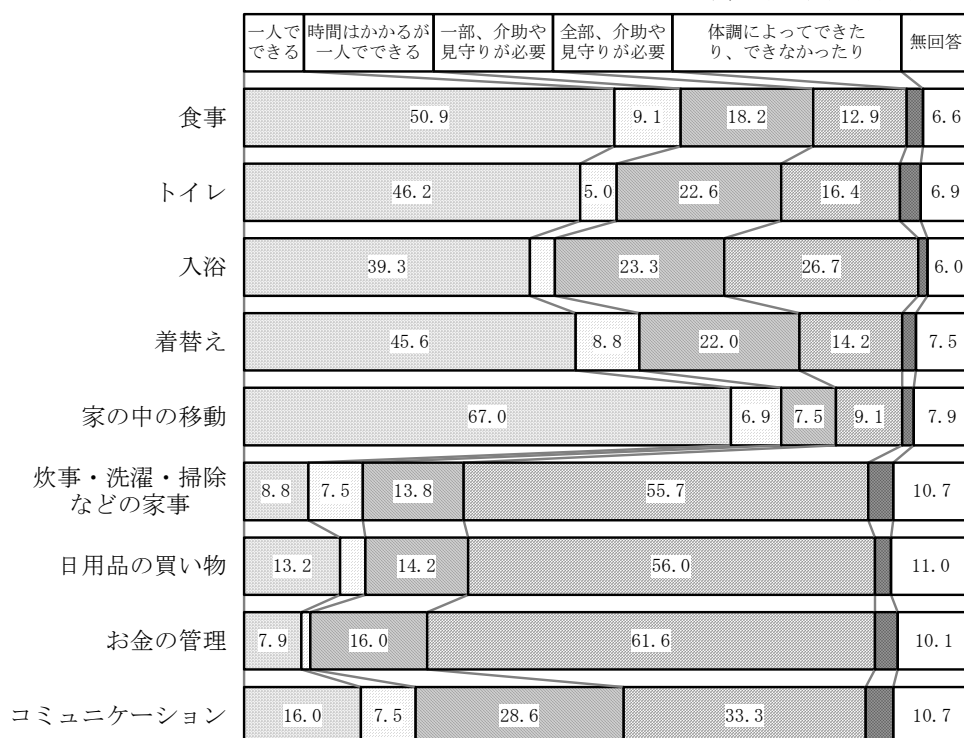 一人で
できる
時間はかかるが
一人でできる
一部、介助や
見守りが必要
全部、介助や
見守りが必要
体調によってできた
り、できなかったり
無回答
食事 50.9 9.1 18.2 12.9 6.6
トイレ 46.2 5.0 22.6 16.4 6.9
入浴 39.3 23.3 26.7 6.0
着替え 45.6 8.8 22.0 14.2 7.5
家の中の移動 67.0 6.9 7.5 9.1 7.9
炊事・洗濯・掃除
などの家事
8.8 7.5 13.8 55.7 10.7
日用品の買い物 13.2 14.2 56.0 11.0
お金の管理 7.9 16.0 61.6 10.1
コミュニケーション 16.0 7.5 28.6 33.3 10.7